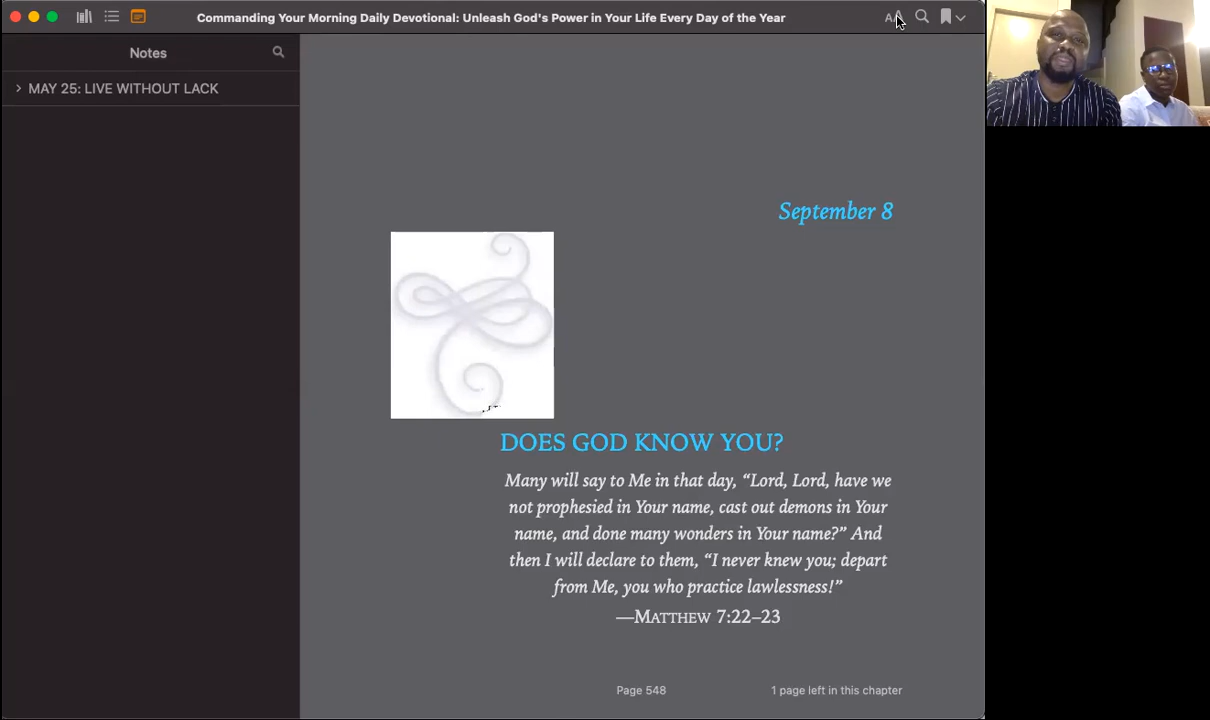 Commanding Your Morning Daily Devotional: Unleash God's Power in Your Life Every Day of the Year
AA
Notes
MAY 25: LIVE WITHOUT LACK
September 8
DOES GOD KNOW YOU?
Many will say to Me in that day, “Lord, Lord, have we
not prophesied in Your name, cast out demons in Your
name, and done many wonders in Your name?” And
then I will declare to them, “I never knew you; depart
from Me, you who practice lawlessness!”
—MATTHEW 7:22–23
Page 548
1 page left in this chapter